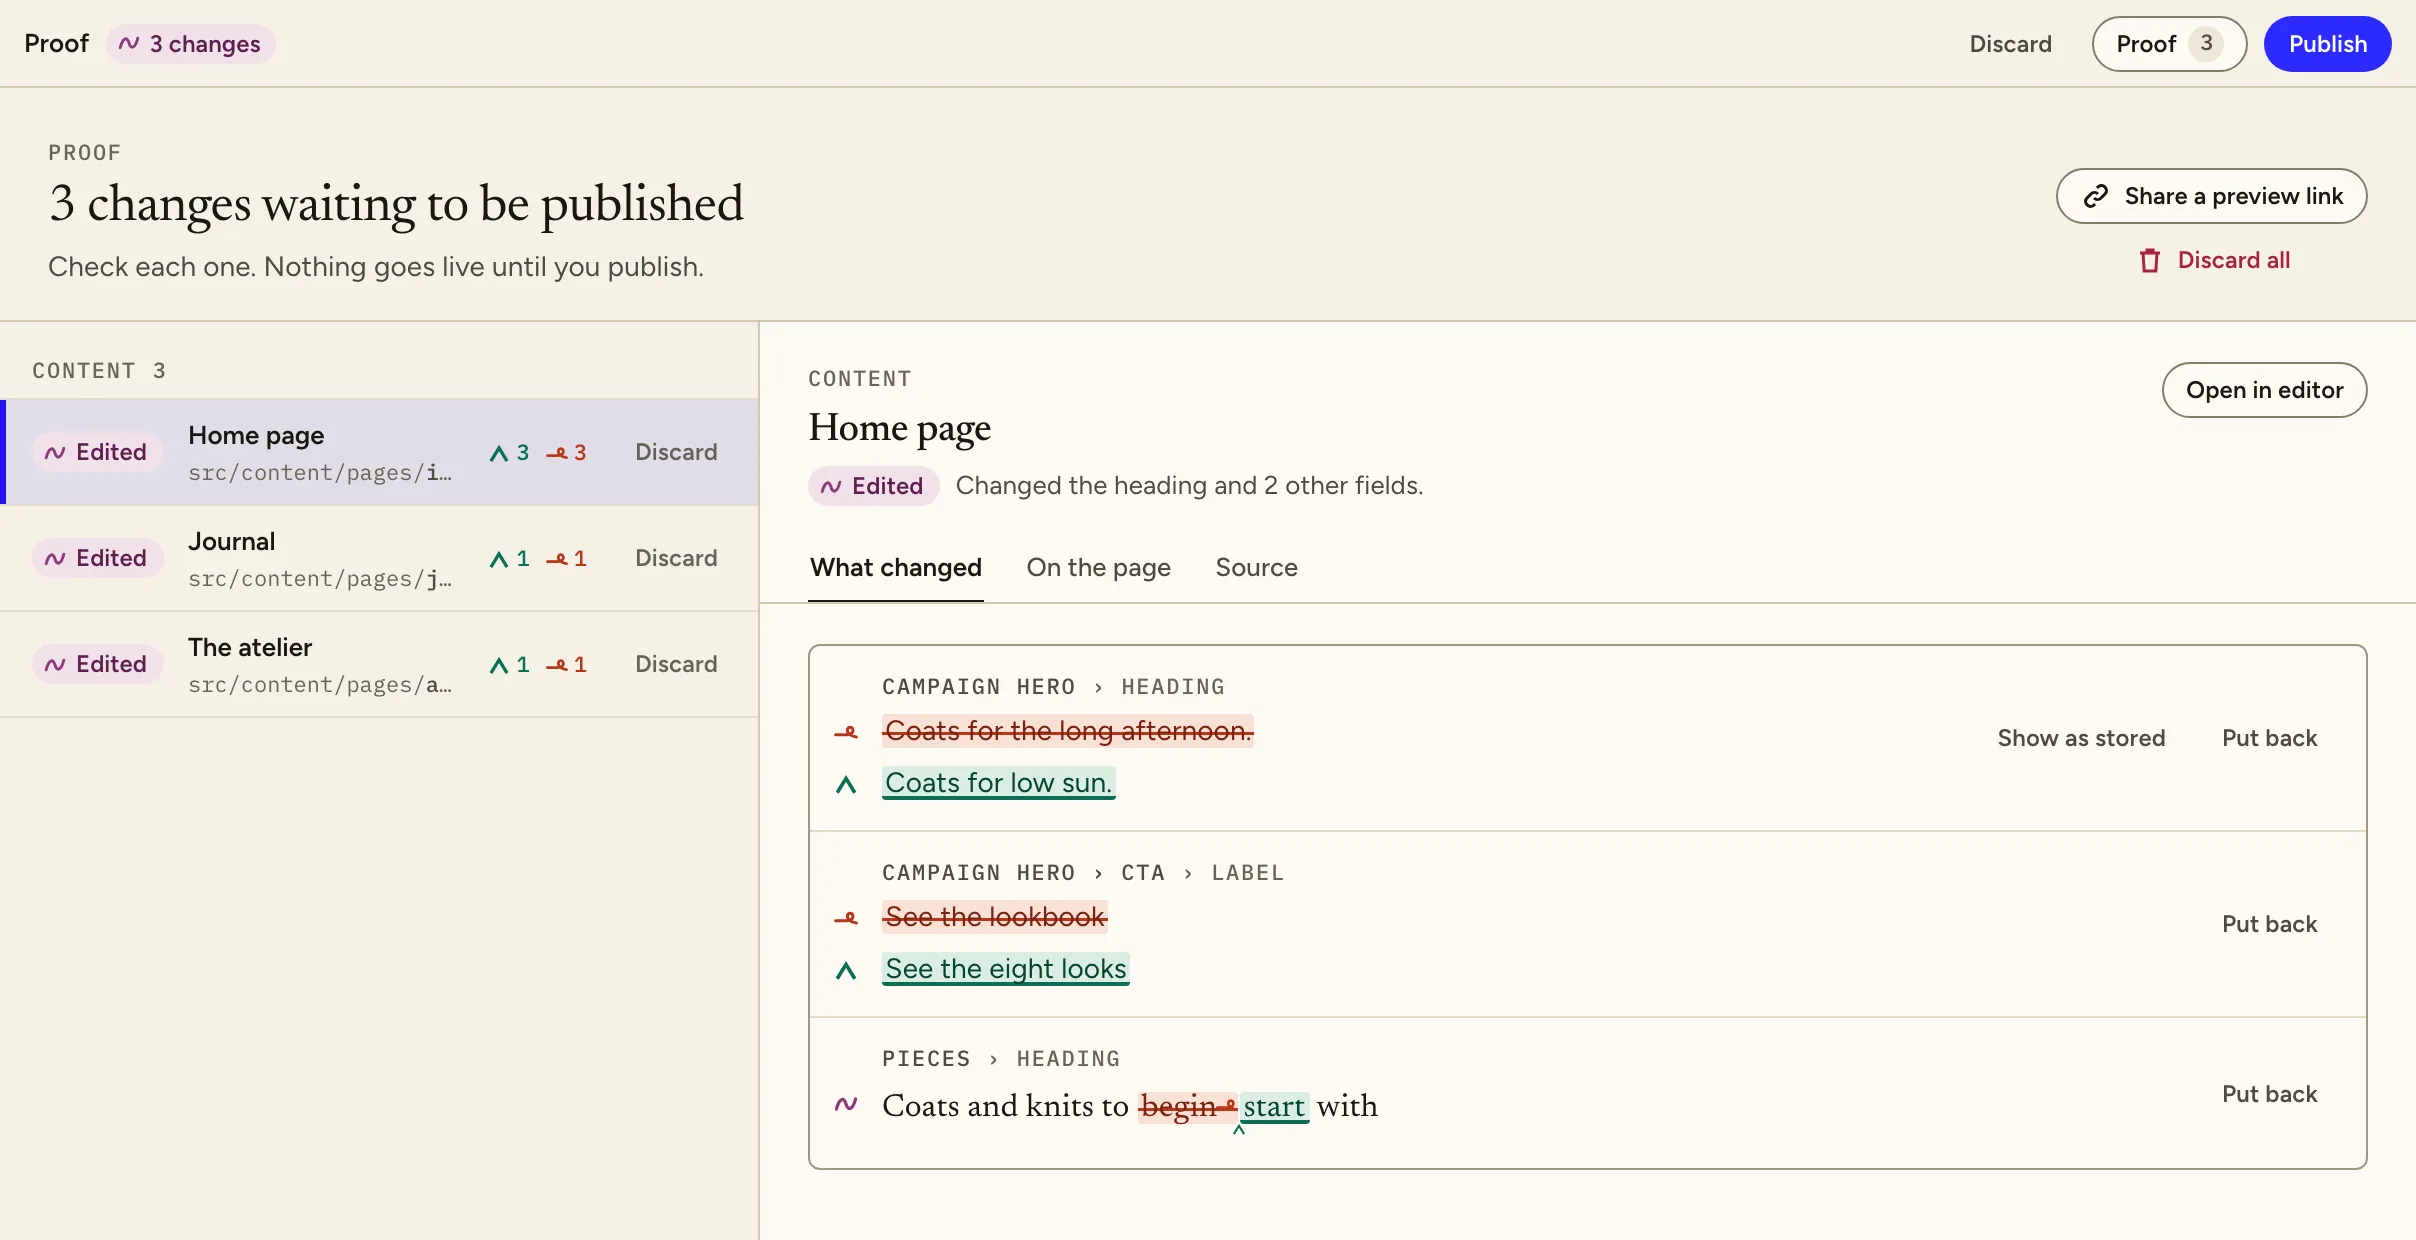 Proof 3 changes Discard Proof 3 Publish
PROOF
3 changes waiting to be published
Check each one. Nothing goes live until you publish.
Share a preview link
Discard all
CONTENT 3
Edited Home page 3 3 Discard
src/content/pages/i…
Edited Journal 1 1 Discard
src/content/pages/j…
Edited The atelier 1 1 Discard
src/content/pages/a…
CONTENT
Home page
Open in editor
Edited Changed the heading and 2 other fields.
What changed On the page Source
CAMPAIGN HERO › HEADING
Coats for the long afternoon.
Coats for low sun.
Show as stored Put back
CAMPAIGN HERO › CTA › LABEL
See the lookbook
See the eight looks
Put back
PIECES › HEADING
Coats and knits to begin start with
Put back